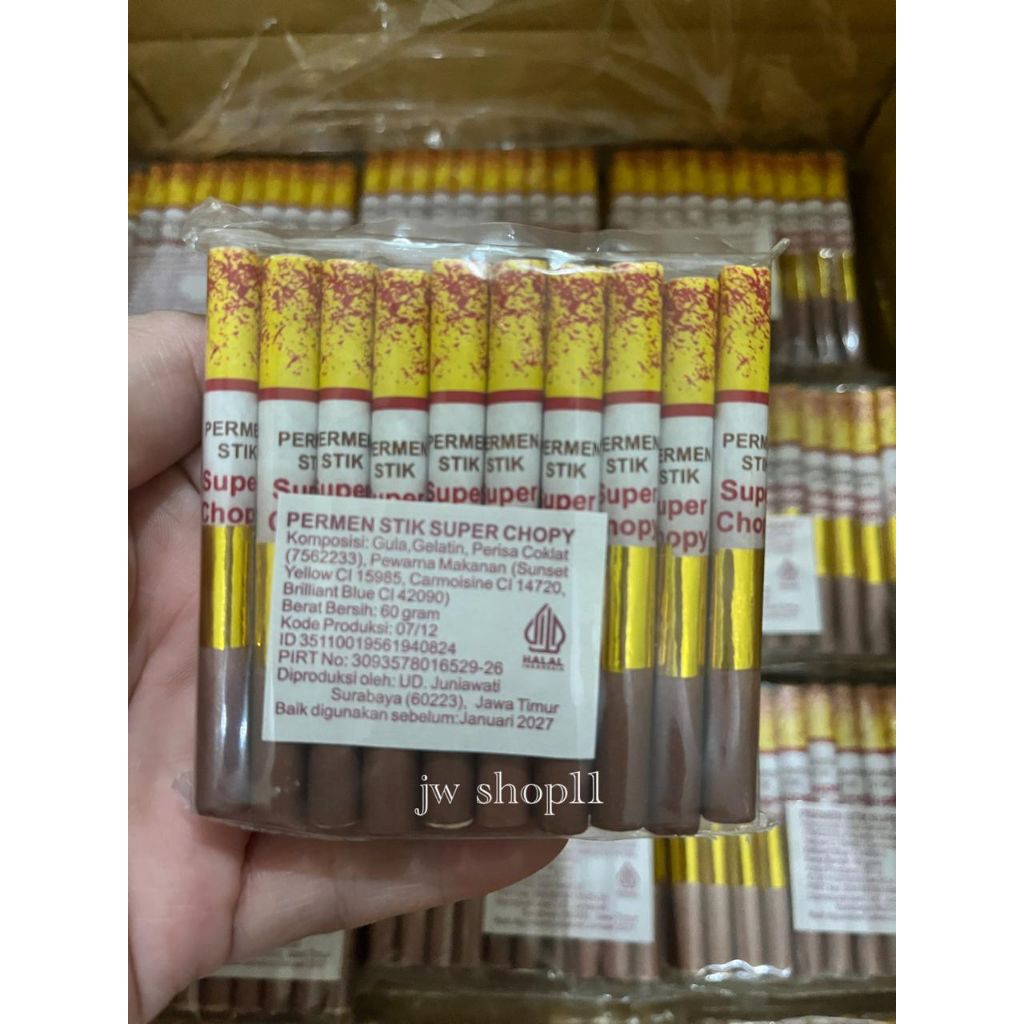 PERMEN
STIK
Super
Chopy
PERMEN STIK SUPER CHOPY
Komposisi: Gula,Gelatin, Perisa Coklat
(7562233), Pewarna Makanan (Sunset
Yellow CI 15985, Carmoisine CI 14720,
Brilliant Blue CI 42090)
Berat Bersih: 60 gram
Kode Produksi: 07/12
ID 35110019561940824
PIRT No: 3093578016529-26
Diproduksi oleh: UD. Juniawati
Surabaya (60223), Jawa Timur
Baik digunakan sebelum:Januari 2027
HALAL
INDONESIA
jw shop11